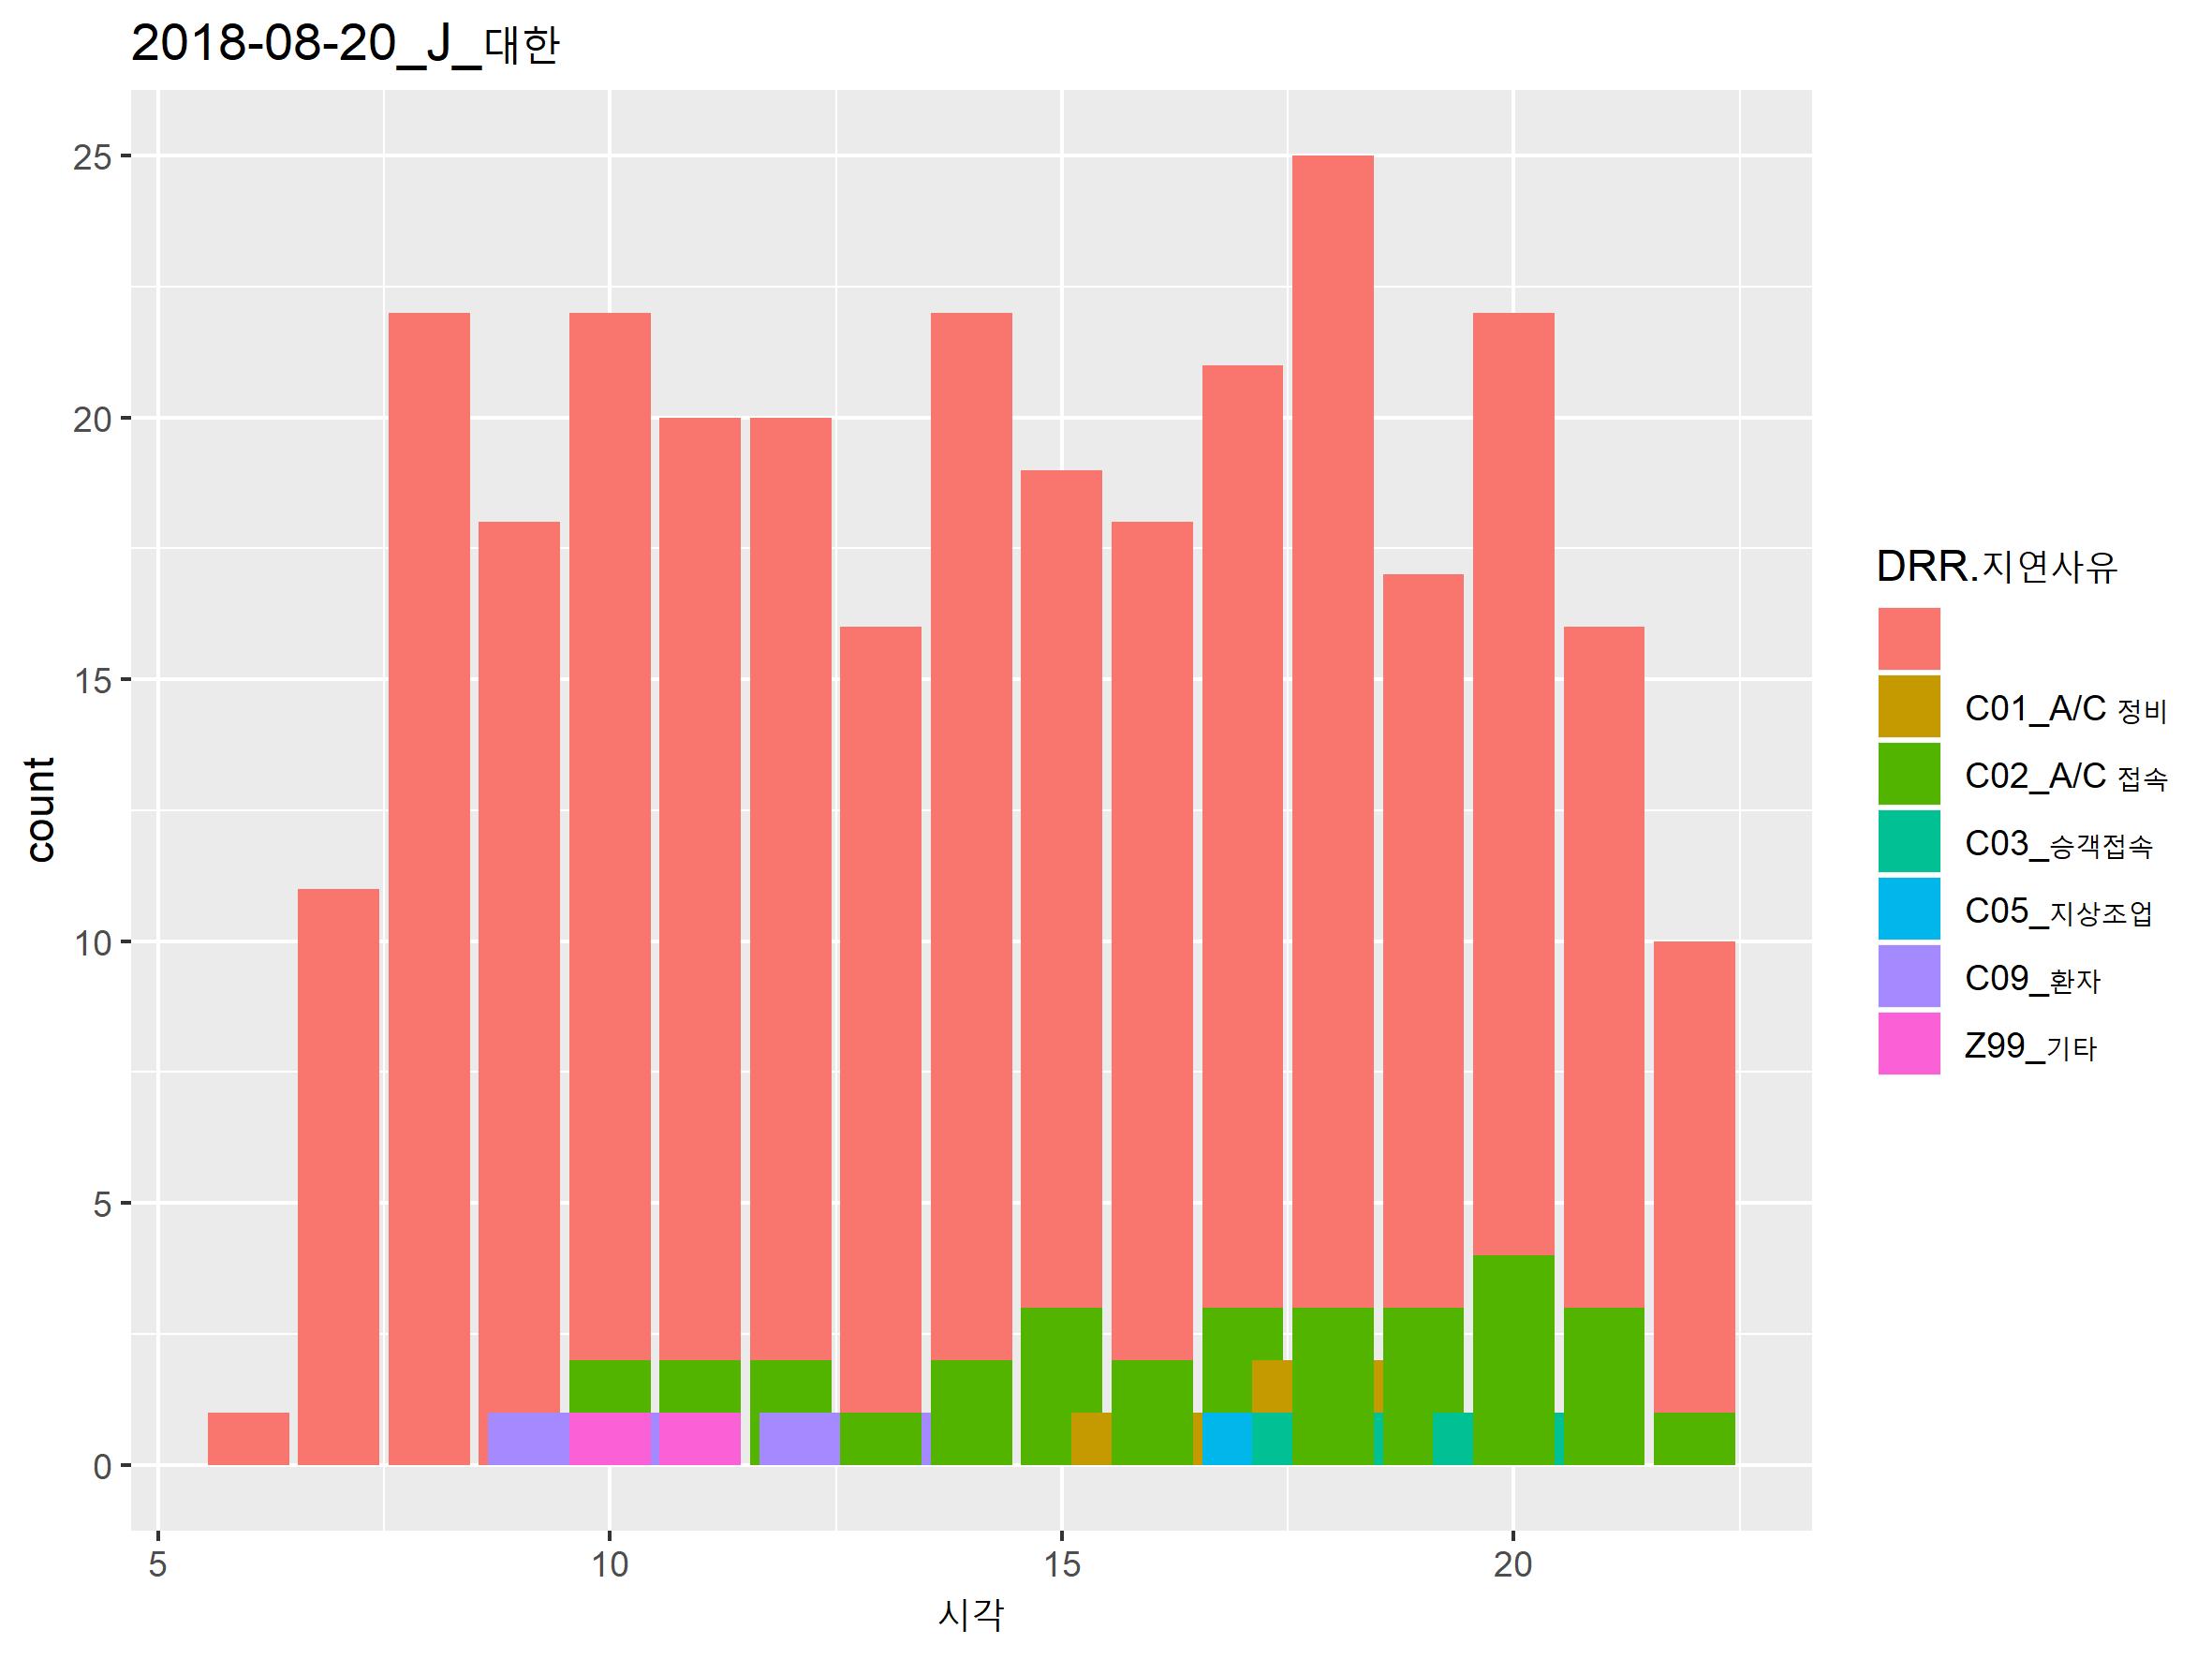 2018-08-20_J_대한
25
20
15
10
5
0
count
5 10 15 20
시각
DRR.지연사유
C01_A/C 정비
C02_A/C 접속
C03_승객접속
C05_지상조업
C09_환자
Z99_기타